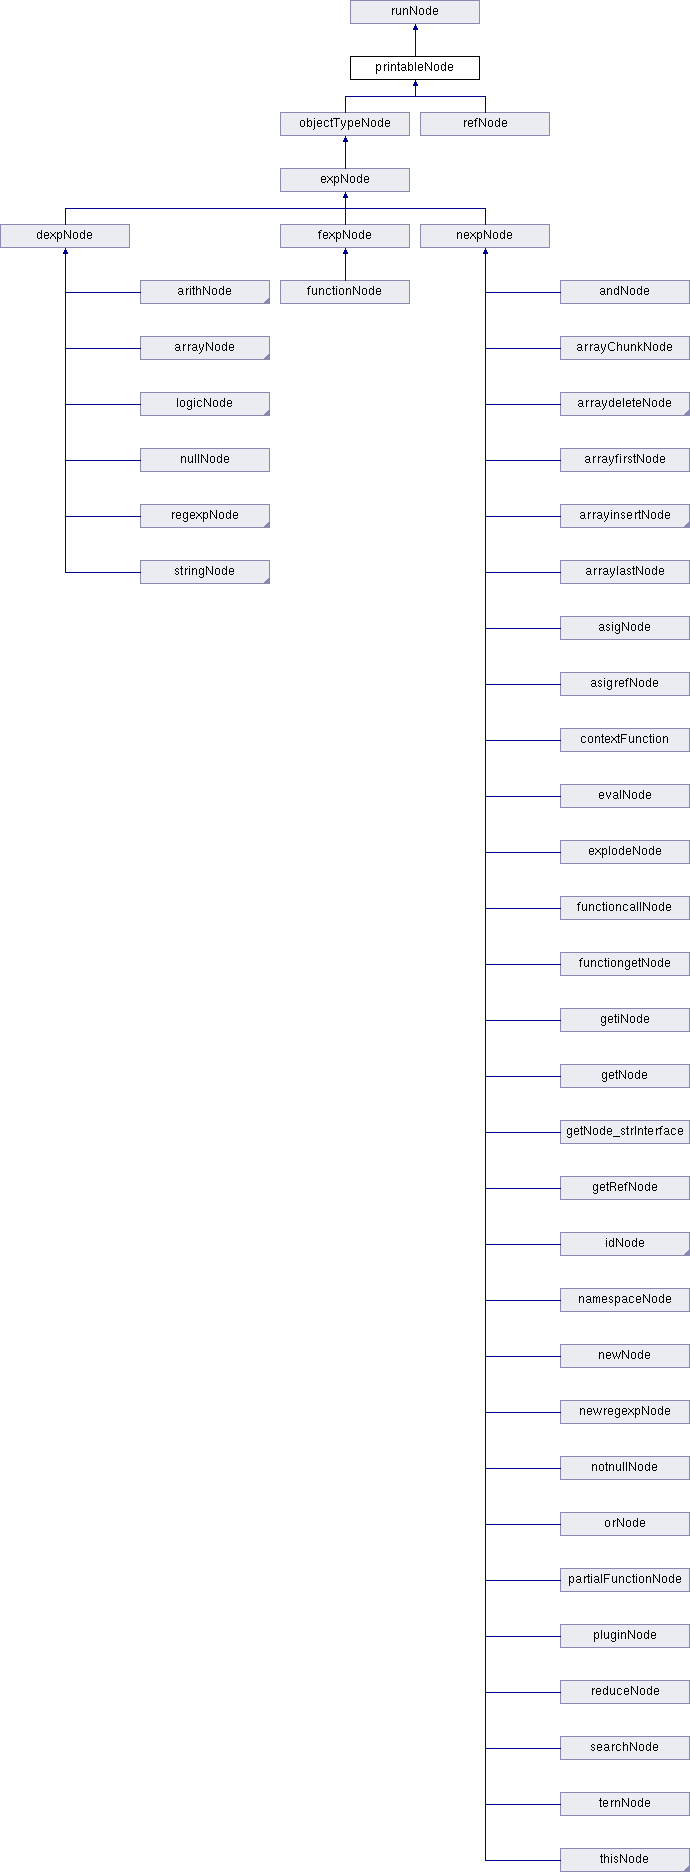 runNode
printableNode
objectTypeNode refNode
expNode
dexpNode fexpNode nexpNode
arithNode functionNode andNode
arrayNode arrayChunkNode
logicNode arraydeleteNode
nullNode arrayfirstNode
regexpNode arrayinsertNode
stringNode arraylastNode
asigNode
asigrefNode
contextFunction
evalNode
explodeNode
functioncallNode
functiongetNode
getiNode
getNode
getNode_strInterface
getRefNode
idNode
namespaceNode
newNode
newregexpNode
notnullNode
orNode
partialFunctionNode
pluginNode
reduceNode
searchNode
ternNode
thisNode